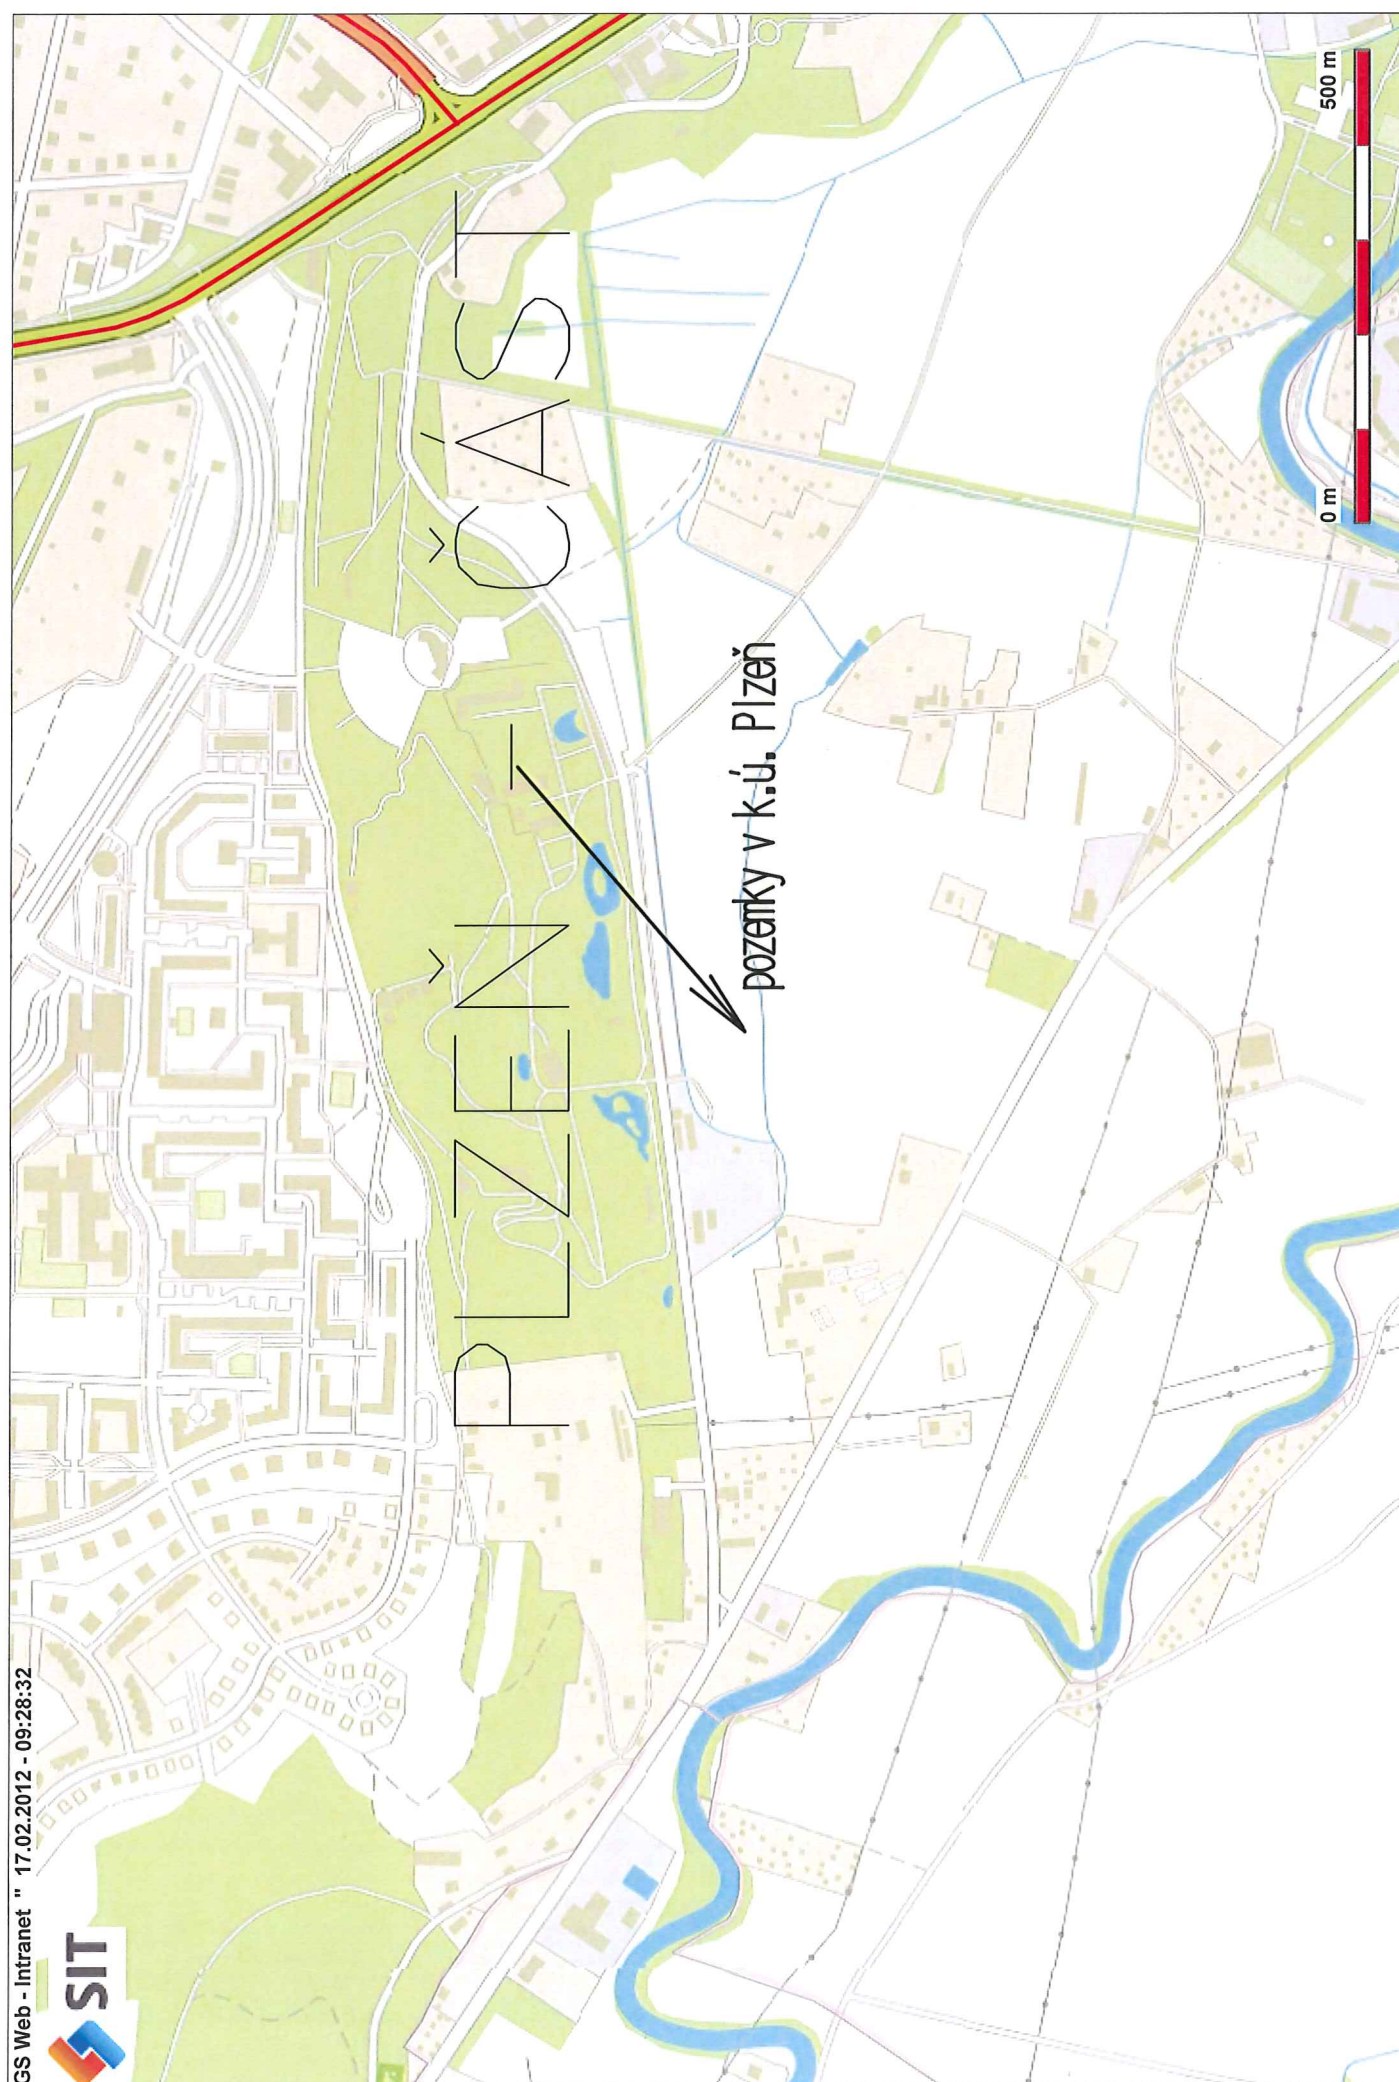 GS Web - Intranet " 17.02.2012 - 09:28:32
SIT
PLZEŇ - ČÁST
pozemky v k.ú. Plzeň
0 m
500 m